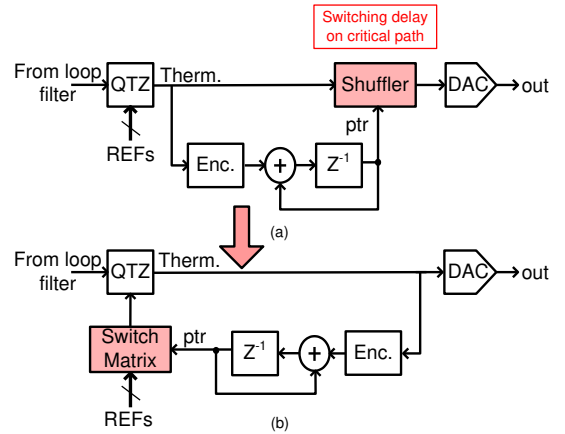 Switching delay
on critical path
From loop
filter
QTZ
Therm.
Shuffler
DAC
out
ptr
REFs
Enc.
+
Z-1
(a)
From loop
filter
QTZ
Therm.
DAC
out
Switch
Matrix
ptr
Z-1
+
Enc.
REFs
(b)